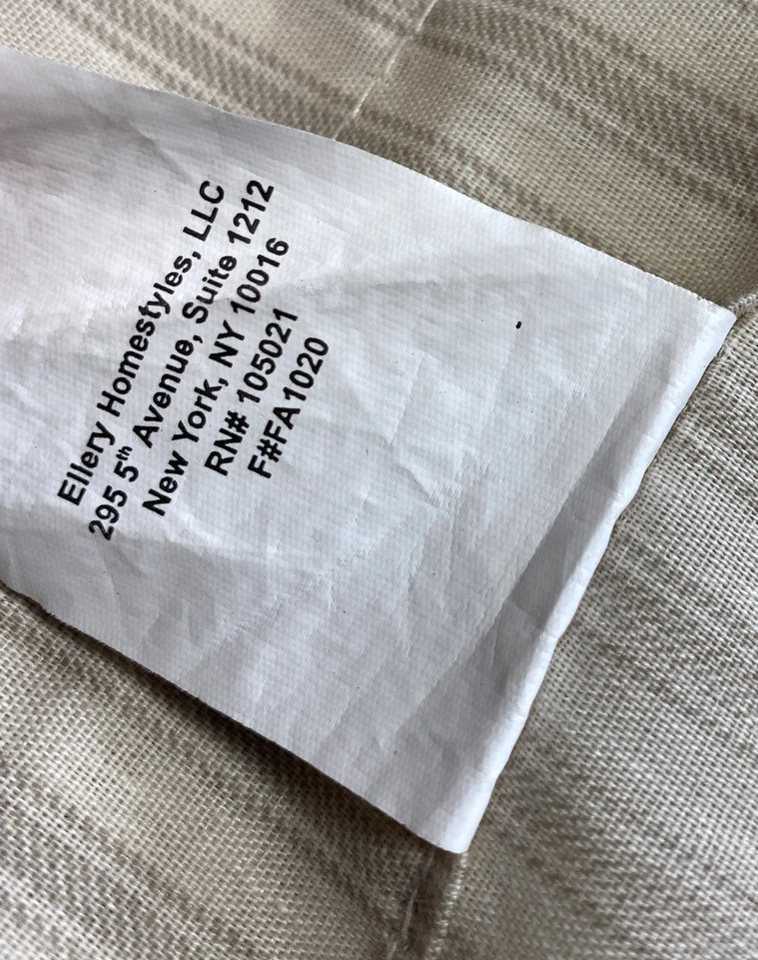 Ellery Homestyles, LLC
295 5th Avenue, Suite 1212
New York, NY 10016
RN# 105021
F#FA1020